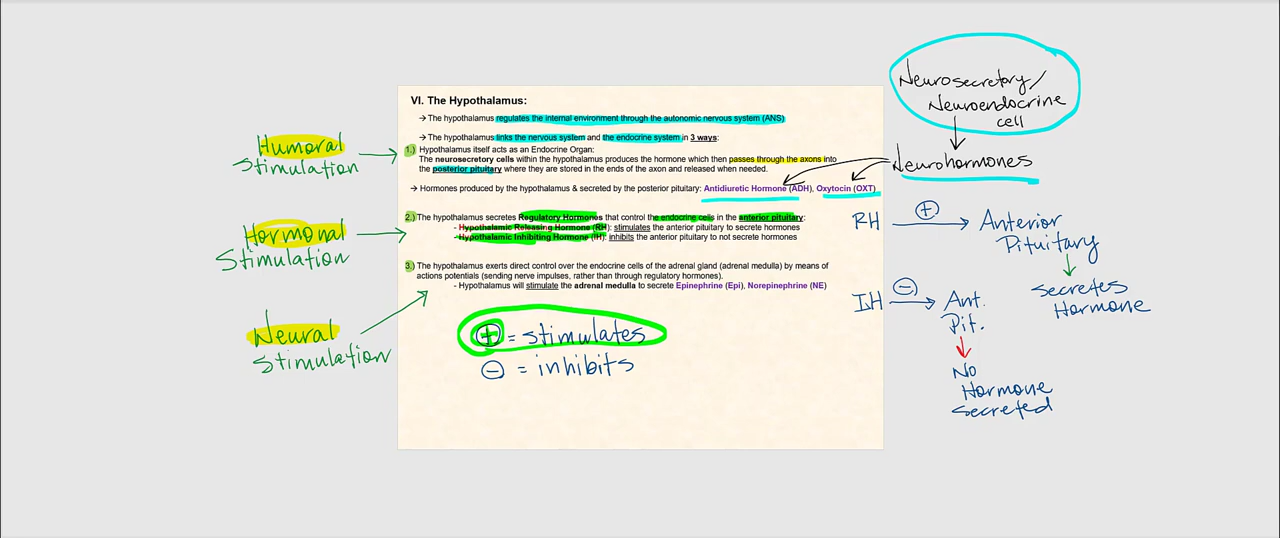 Neurosecretory/
Neuroendocrine
cell
Neurohormones
VI. The Hypothalamus:
→ The hypothalamus regulates the internal environment through the autonomic nervous system (ANS)
→ The hypothalamus links the nervous system and the endocrine system in 3 ways:
Humoral
Stimulation
1.) Hypothalamus itself acts as an Endocrine Organ:
The neurosecretory cells within the hypothalamus produces the hormone which then passes through the axons into
the posterior pituitary where they are stored in the ends of the axon and released when needed.
→ Hormones produced by the hypothalamus & secreted by the posterior pituitary: Antidiuretic Hormone (ADH), Oxytocin (OXT)
Hormonal
Stimulation
2.) The hypothalamus secretes Regulatory Hormones that control the endocrine cells in the anterior pituitary:
- Hypothalamic Releasing Hormone (RH): stimulates the anterior pituitary to secrete hormones
- Hypothalamic Inhibiting Hormone (IH): inhibits the anterior pituitary to not secrete hormones
Neural
Stimulation
3.) The hypothalamus exerts direct control over the endocrine cells of the adrenal gland (adrenal medulla) by means of
actions potentials (sending nerve impulses, rather than through regulatory hormones).
- Hypothalamus will stimulate the adrenal medulla to secrete Epinephrine (Epi), Norepinephrine (NE)
+ = stimulates
- = inhibits
RH + → Anterior
Pituitary
↓
Secretes
Hormone
IH - → Ant.
Pit.
↓
No
Hormone
secreted